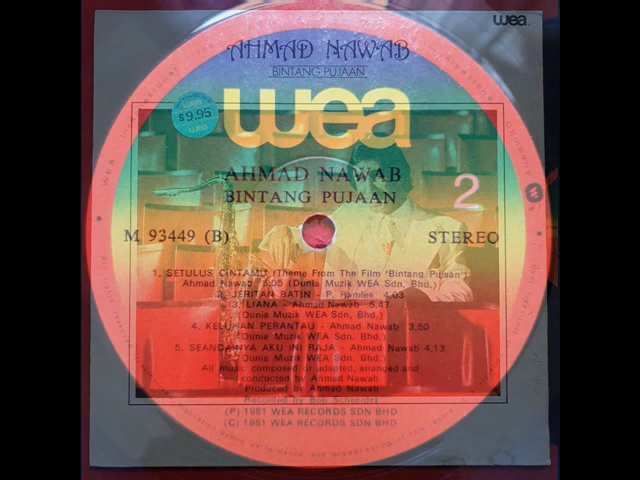 wea.
AHMAD NAWAB
BINTANG PUJAAN
wea
$9.95
wea
wea
AHMAD NAWAB
BINTANG PUJAAN
2
M 93449 (B)
STEREO
1. SETULUS CINTAMU (Theme From The Film 'Bintang Pujaan')
Ahmad Nawab 5.05 (Dunia Muzik WEA Sdn. Bhd.)
2. JERITAN BATIN - P. Ramlee 4.03
3. LIANA - Ahmad Nawab 5.47
(Dunia Muzik WEA Sdn. Bhd.)
4. KELUHAN PERANTAU - Ahmad Nawab 3.50
(Dunia Muzik WEA Sdn. Bhd.)
5. SEANDAINYA AKU INI RAJA - Ahmad Nawab 4.13
(Dunia Muzik WEA Sdn. Bhd.)
All music composed or adapted, arranged and
conducted by Ahmad Nawab
Produced by Ahmad Nawab
Recorded by Bob
(P) 1981 WEA RECORDS SDN BHD
(C) 1981 WEA RECORDS SDN BHD